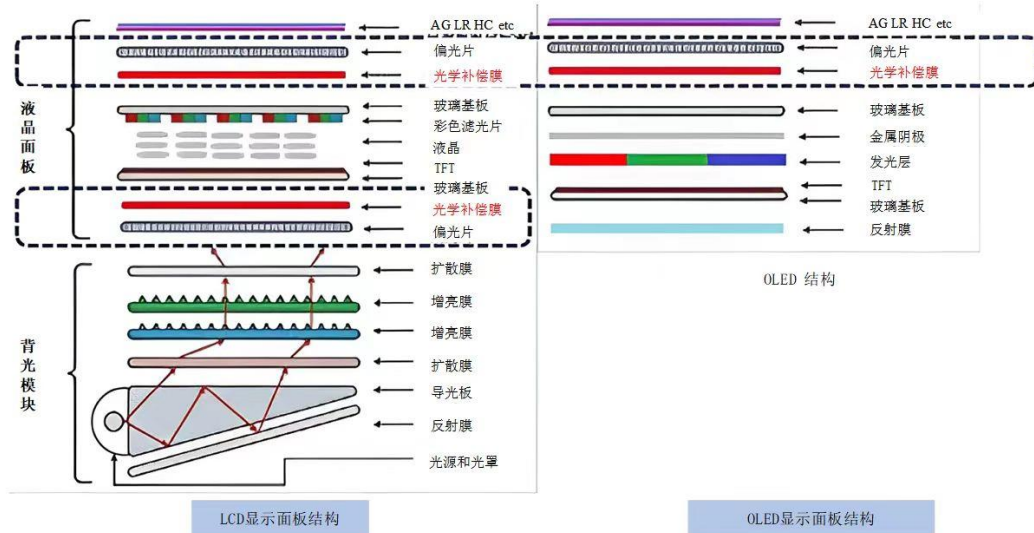 AG LR HC etc
偏光片
光学补偿膜
玻璃基板
彩色滤光片
液晶
TFT
玻璃基板
光学补偿膜
偏光片
液晶面板
扩散膜
增亮膜
增亮膜
扩散膜
导光板
反射膜
光源和光罩
背光模块
LCD显示面板结构
AG LR HC etc
偏光片
光学补偿膜
玻璃基板
金属阴极
发光层
TFT
玻璃基板
反射膜
OLED 结构
OLED显示面板结构